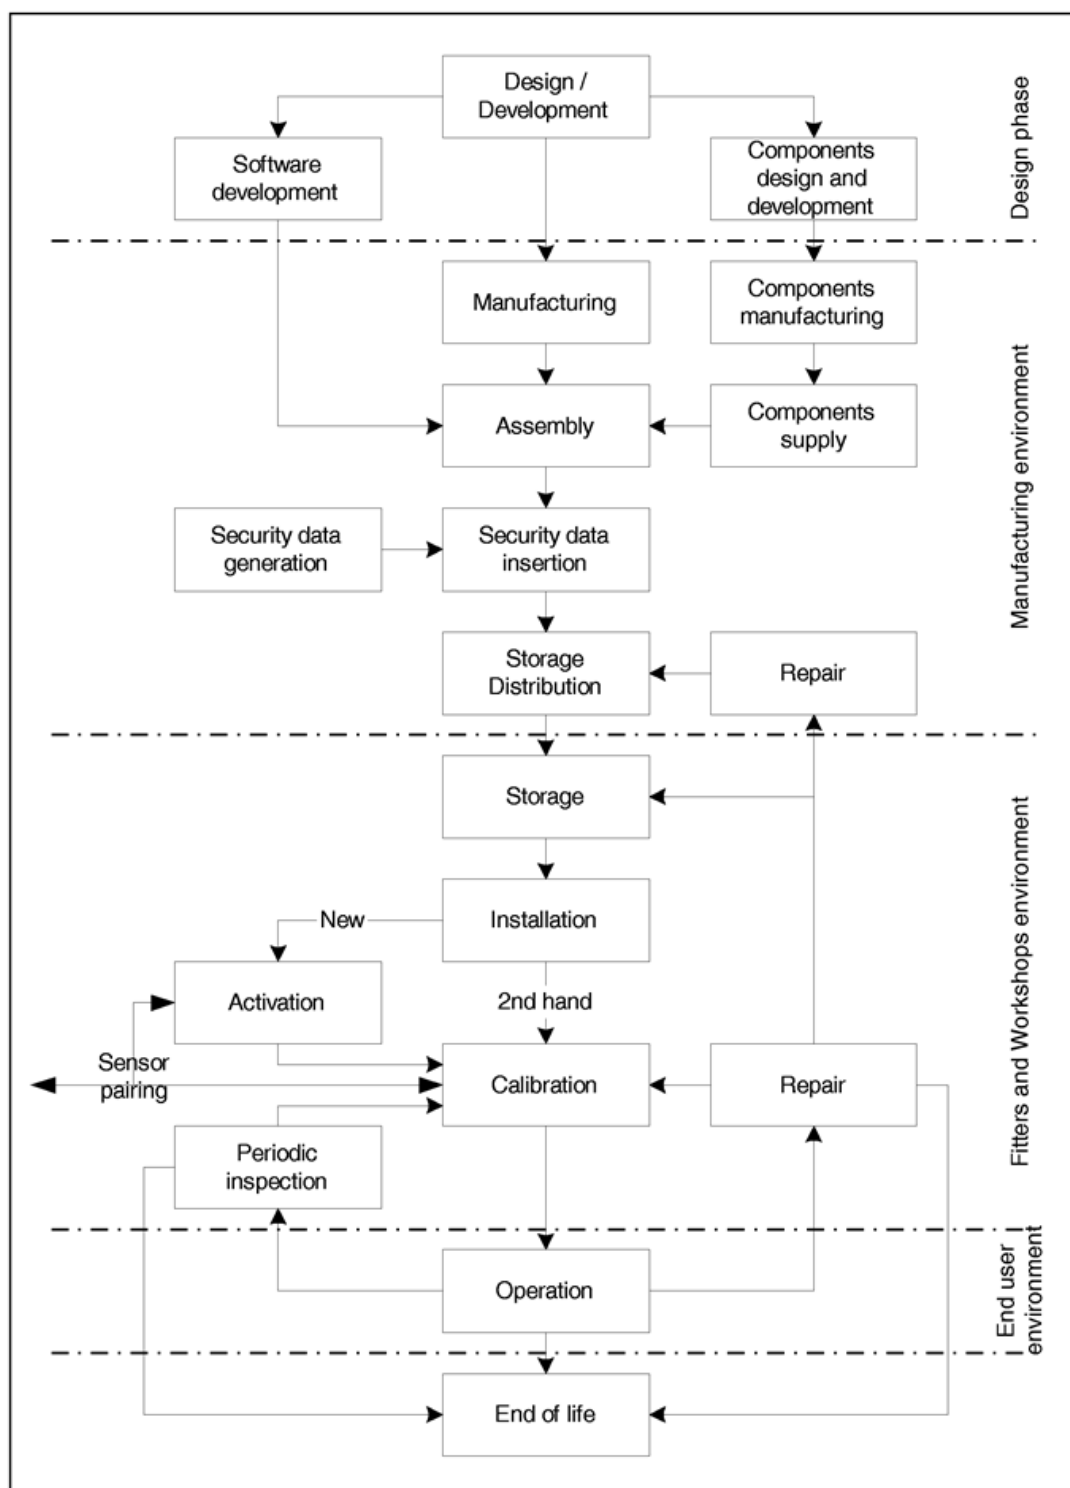 Design /
Development
Software
development
Components
design and
development
Design phase
Manufacturing
Components
manufacturing
Assembly
Components
supply
Security data
generation
Security data
insertion
Storage
Distribution
Repair
Manufacturing environment
Storage
New
Installation
Activation
2nd hand
Sensor
pairing
Calibration
Repair
Periodic
inspection
Fitters and Workshops environment
Operation
End user
environment
End of life